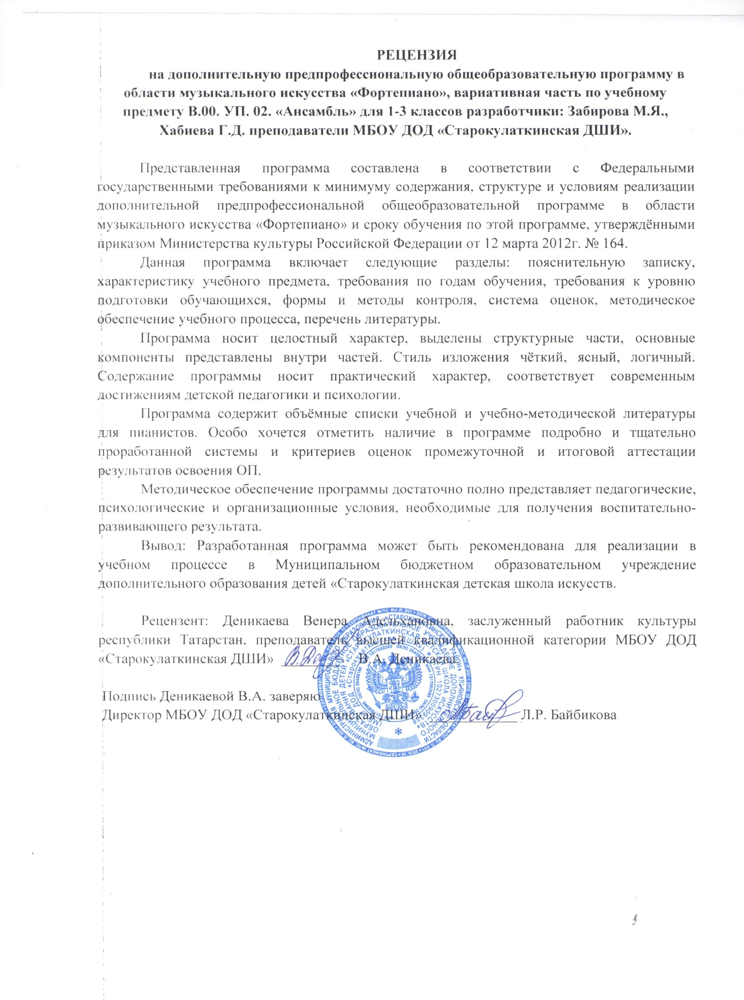 РЕЦЕНЗИЯ
на дополнительную предпрофессиональную общеобразовательную программу в
области музыкального искусства «Фортепиано», вариативная часть по учебному
предмету В.00. УП. 02. «Ансамбль» для 1-3 классов разработчики: Забирова М.Я.,
Хабиева Г.Д. преподаватели МБОУ ДОД «Старокулаткинская ДШИ».
Представленная программа составлена в соответствии с Федеральными
государственными требованиями к минимуму содержания, структуре и условиям реализации
дополнительной предпрофессиональной общеобразовательной программе в области
музыкального искусства «Фортепиано» и сроку обучения по этой программе, утверждёнными
приказом Министерства культуры Российской Федерации от 12 марта 2012г. № 164.
Данная программа включает следующие разделы: пояснительную записку,
характеристику учебного предмета, требования по годам обучения, требования к уровню
подготовки обучающихся, формы и методы контроля, система оценок, методическое
обеспечение учебного процесса, перечень литературы.
Программа носит целостный характер, выделены структурные части, основные
компоненты представлены внутри частей. Стиль изложения чёткий, ясный, логичный.
Содержание программы носит практический характер, соответствует современным
достижениям детской педагогики и психологии.
Программа содержит объёмные списки учебной и учебно-методической литературы
для пианистов. Особо хочется отметить наличие в программе подробно и тщательно
проработанной системы и критериев оценок промежуточной и итоговой аттестации
результатов освоения ОП.
Методическое обеспечение программы достаточно полно представляет педагогические,
психологические и организационные условия, необходимые для получения воспитательно-
развивающего результата.
Вывод: Разработанная программа может быть рекомендована для реализации в
учебном процессе в Муниципальном бюджетном образовательном учреждение
дополнительного образования детей «Старокулаткинская детская школа искусств.
Рецензент: Деникаева Венера Адельхановна, заслуженный работник культуры
республики Татарстан, преподаватель высшей квалификационной категории МБОУ ДОД
«Старокулаткинская ДШИ» В.А. Деникаева
Подпись Деникаевой В.А. заверяю
Директор МБОУ ДОД «Старокулаткинская ДШИ» Л.Р. Байбикова